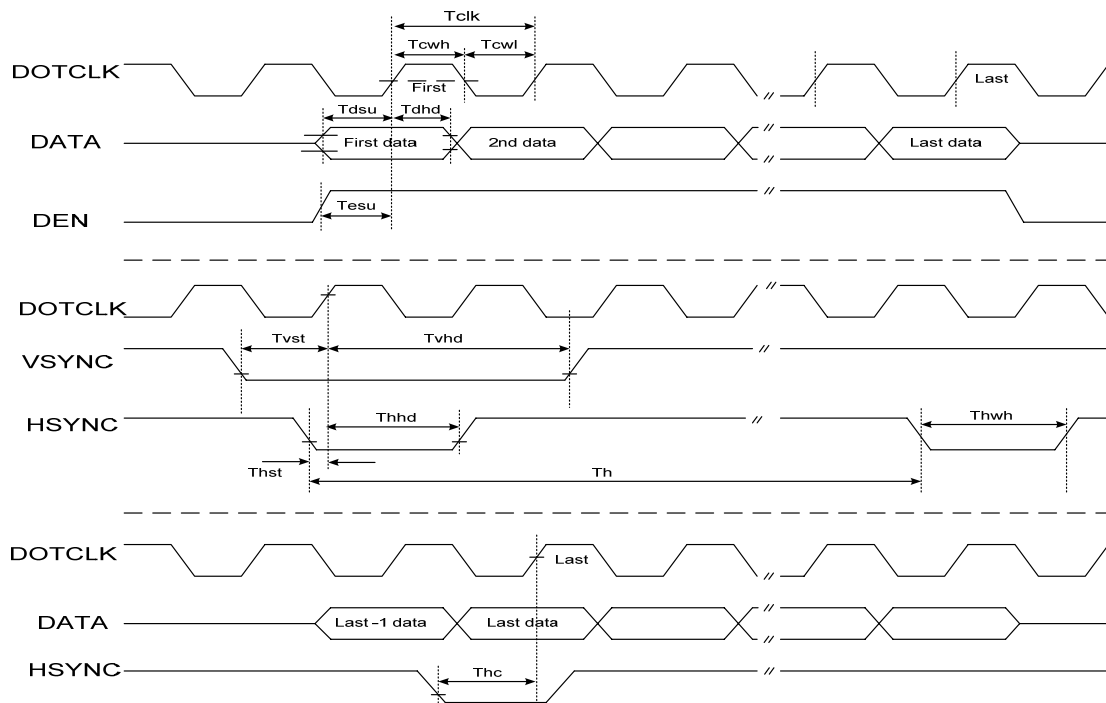 Tclk
Tcwh Tcwl
DOTCLK First Last
Tdsu Tdhd
DATA First data 2nd data Last data
DEN Tesu
DOTCLK
VSYNC Tvst Tvhd
HSYNC Thhd Thwh
Thst Th
DOTCLK Last
DATA Last -1 data Last data
HSYNC Thc